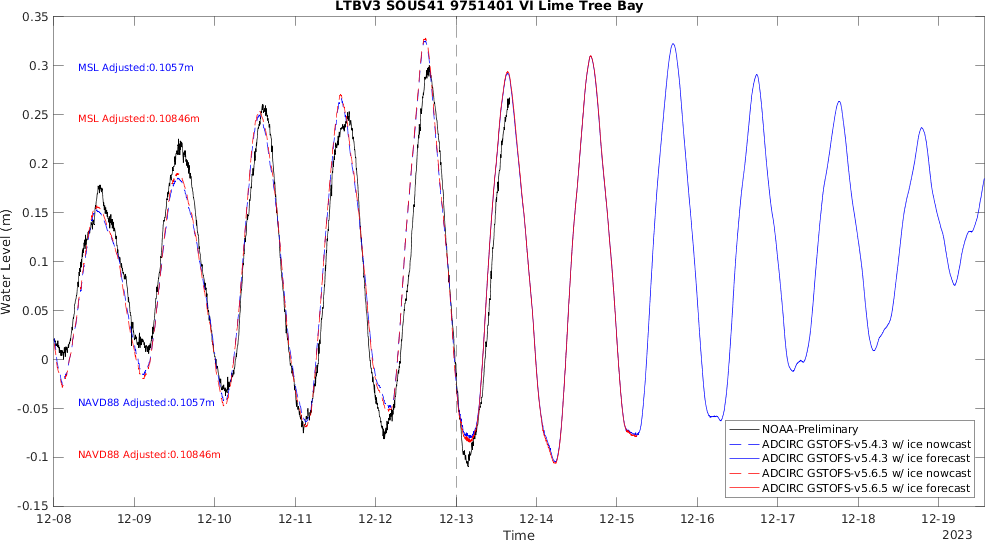 LTBV3 SOUS41 9751401 VI Lime Tree Bay
Water Level (m)
0.35
0.3
0.25
0.2
0.15
0.1
0.05
0
-0.05
-0.1
-0.15
MSL Adjusted:0.1057m
MSL Adjusted:0.10846m
NAVD88 Adjusted:0.1057m
NAVD88 Adjusted:0.10846m
NOAA-Preliminary
ADCIRC GSTOFS-v5.4.3 w/ ice nowcast
ADCIRC GSTOFS-v5.4.3 w/ ice forecast
ADCIRC GSTOFS-v5.6.5 w/ ice nowcast
ADCIRC GSTOFS-v5.6.5 w/ ice forecast
12-08 12-09 12-10 12-11 12-12 12-13 12-14 12-15 12-16 12-17 12-18 12-19
Time
2023